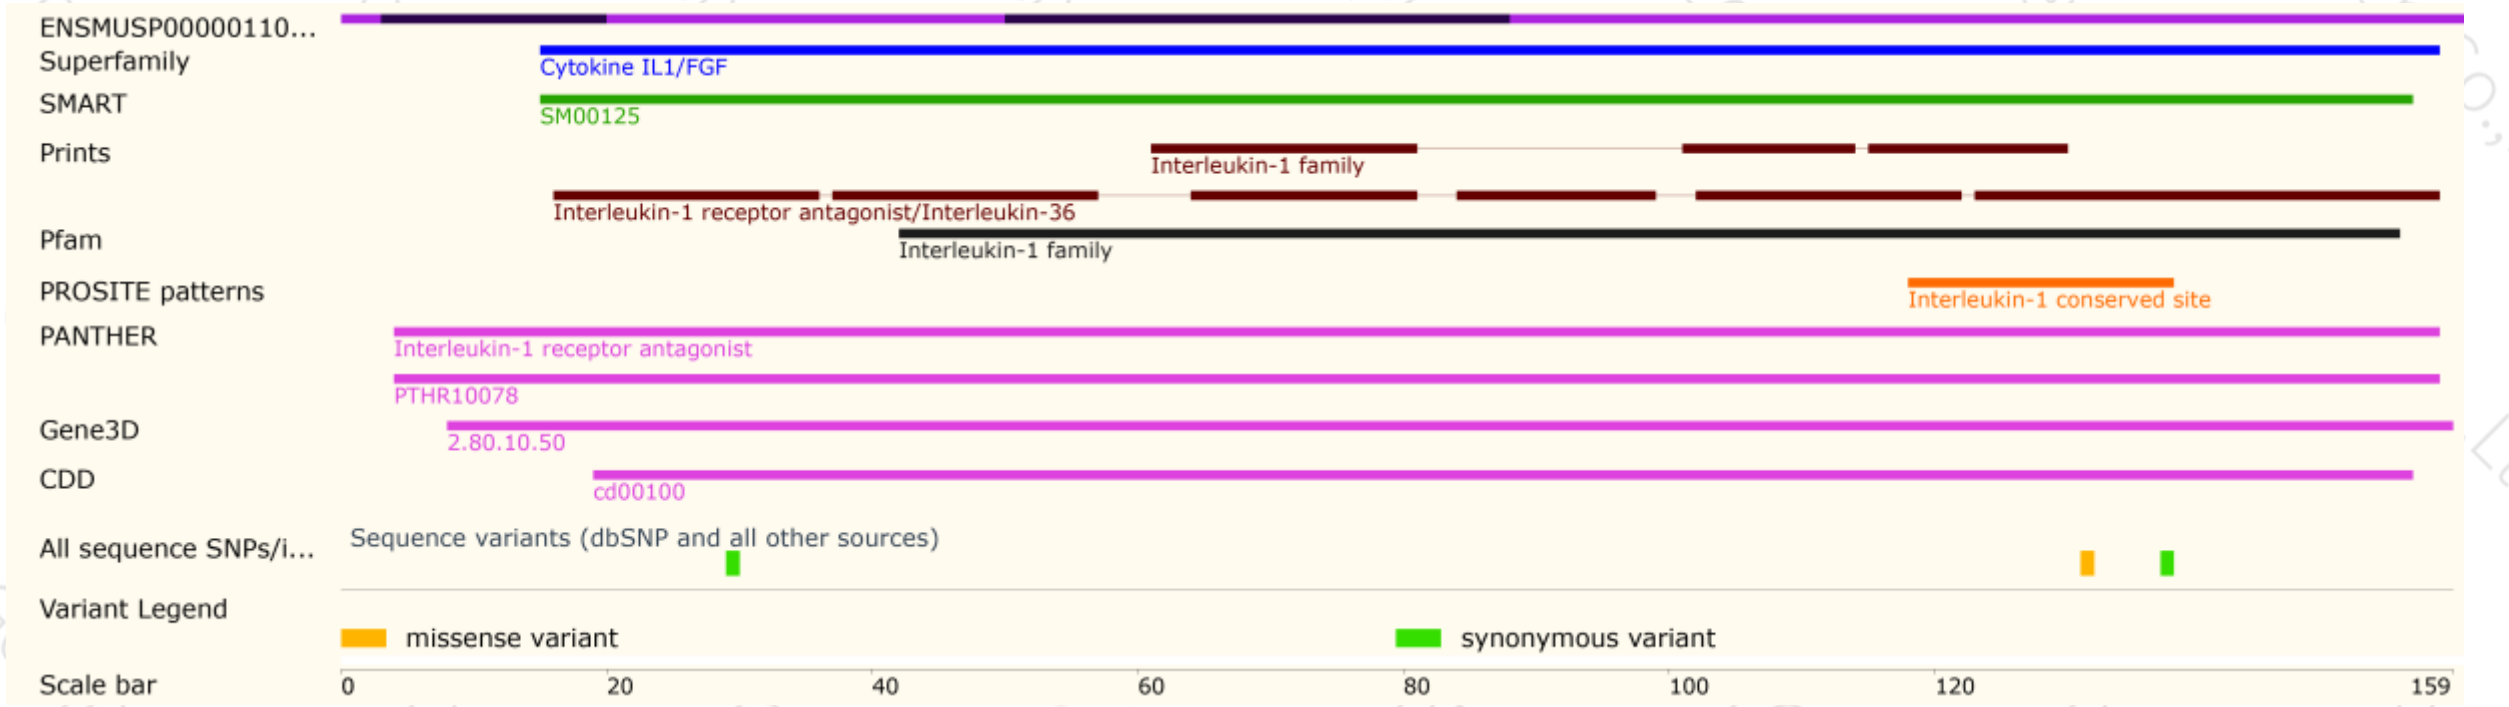 ENSMUSP00000110...
Superfamily
Cytokine IL1/FGF
SMART
SM00125
Prints
Interleukin-1 family
Interleukin-1 receptor antagonist/Interleukin-36
Pfam
Interleukin-1 family
PROSITE patterns
Interleukin-1 conserved site
PANTHER
Interleukin-1 receptor antagonist
PTHR10078
Gene3D
2.80.10.50
CDD
cd00100
All sequence SNPs/i...
Sequence variants (dbSNP and all other sources)
Variant Legend
missense variant
synonymous variant
Scale bar
0 20 40 60 80 100 120 159